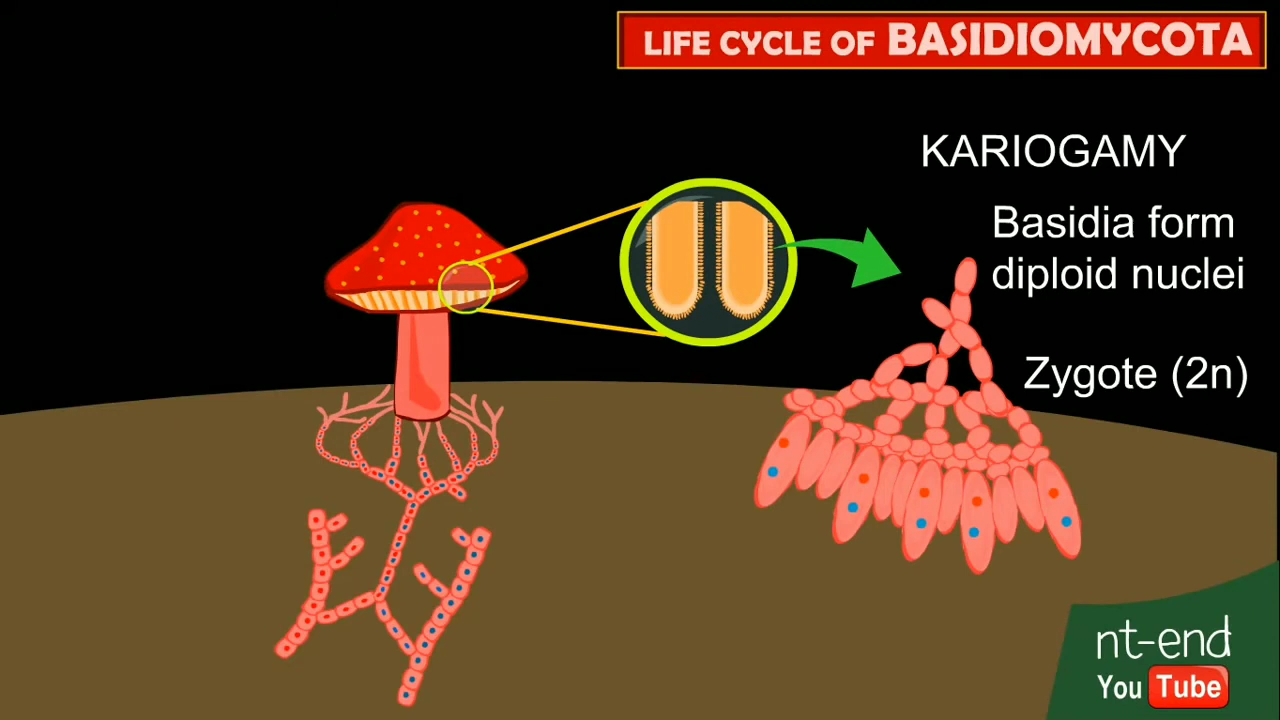 LIFE CYCLE OF BASIDIOMYCOTA
KARIOGAMY
Basidia form
diploid nuclei
Zygote (2n)
nt-end
You Tube